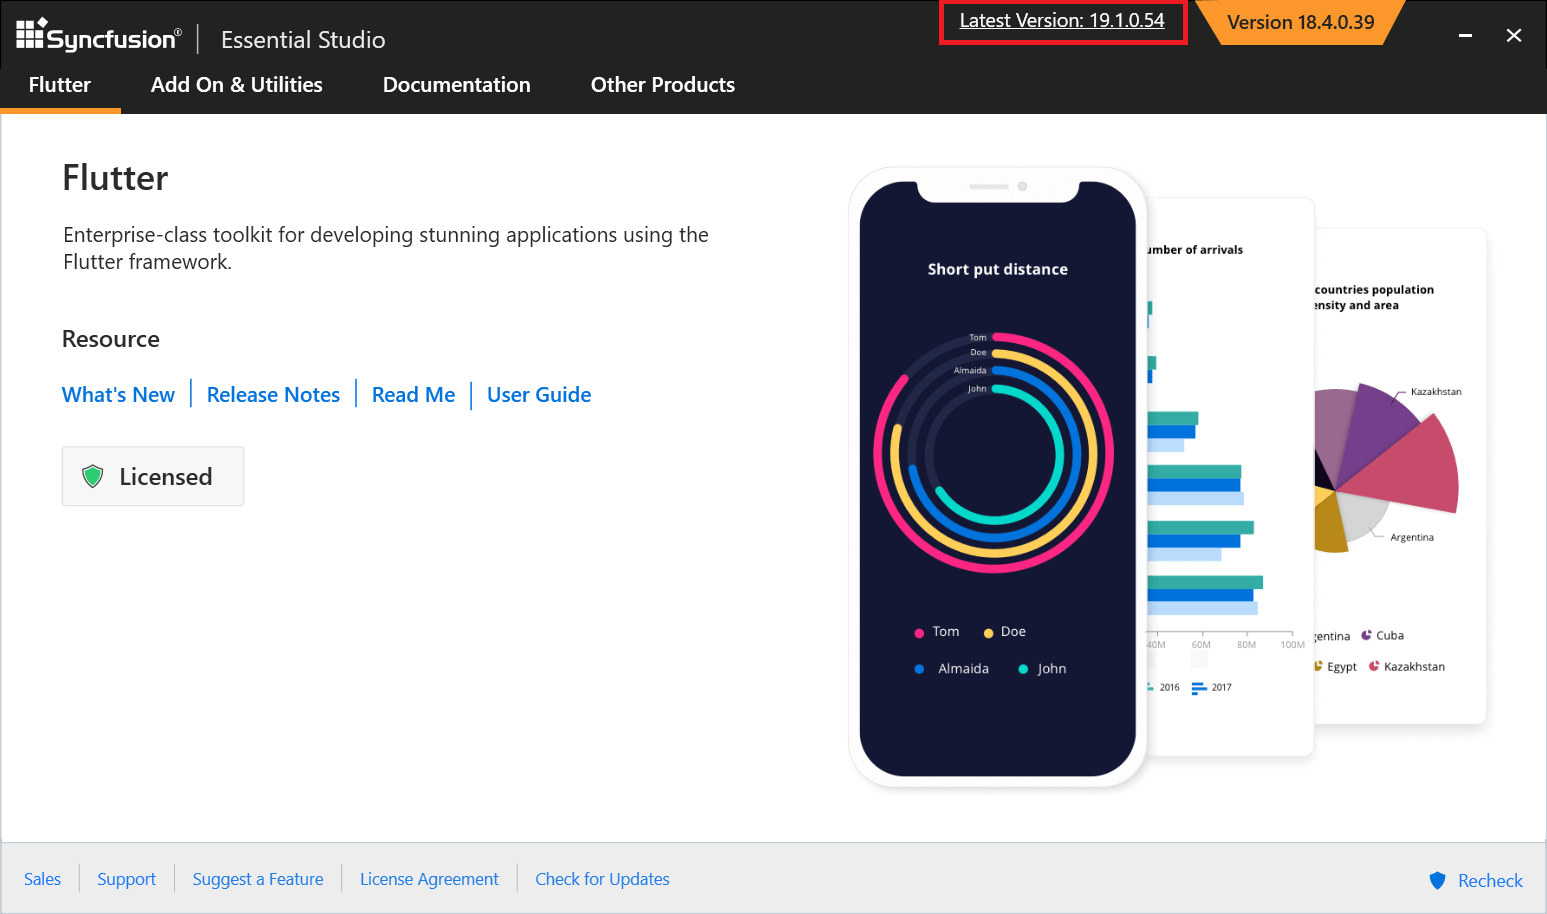 Latest Version: 19.1.0.54
Version 18.4.0.39
Syncfusion® Essential Studio
Flutter Add On & Utilities Documentation Other Products
Flutter
Enterprise-class toolkit for developing stunning applications using the
Flutter framework.
Resource
What's New Release Notes Read Me User Guide
Licensed
Short put distance
Tom
Doe
Almaida
John
Tom Doe
Almaida John
umber of arrivals
40M 60M 80M 100M
2016 2017
countries population
ensity and area
Kazakhstan
Argentina
gentina Cuba
Egypt Kazakhstan
Sales Support Suggest a Feature License Agreement Check for Updates
Recheck